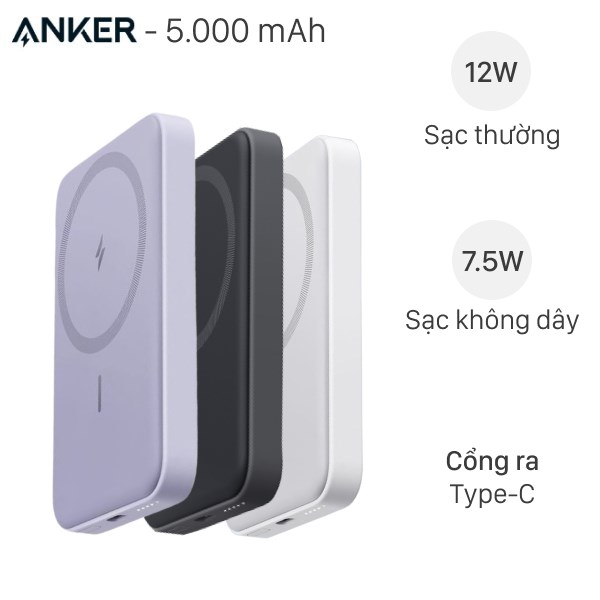 ANKER - 5.000 mAh
12W
Sạc thường
7.5W
Sạc không dây
Cổng ra
Type-C